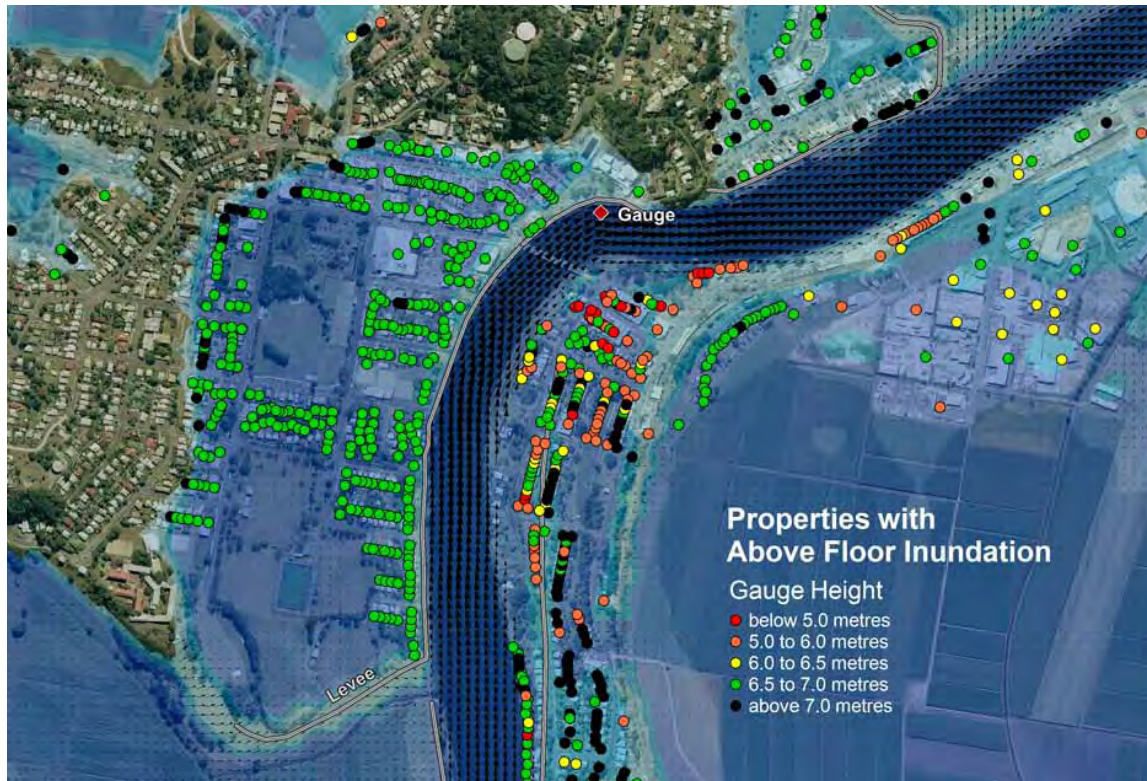 Gauge
Properties with
Above Floor Inundation
Gauge Height
below 5.0 metres
5.0 to 6.0 metres
6.0 to 6.5 metres
6.5 to 7.0 metres
above 7.0 metres
Levee